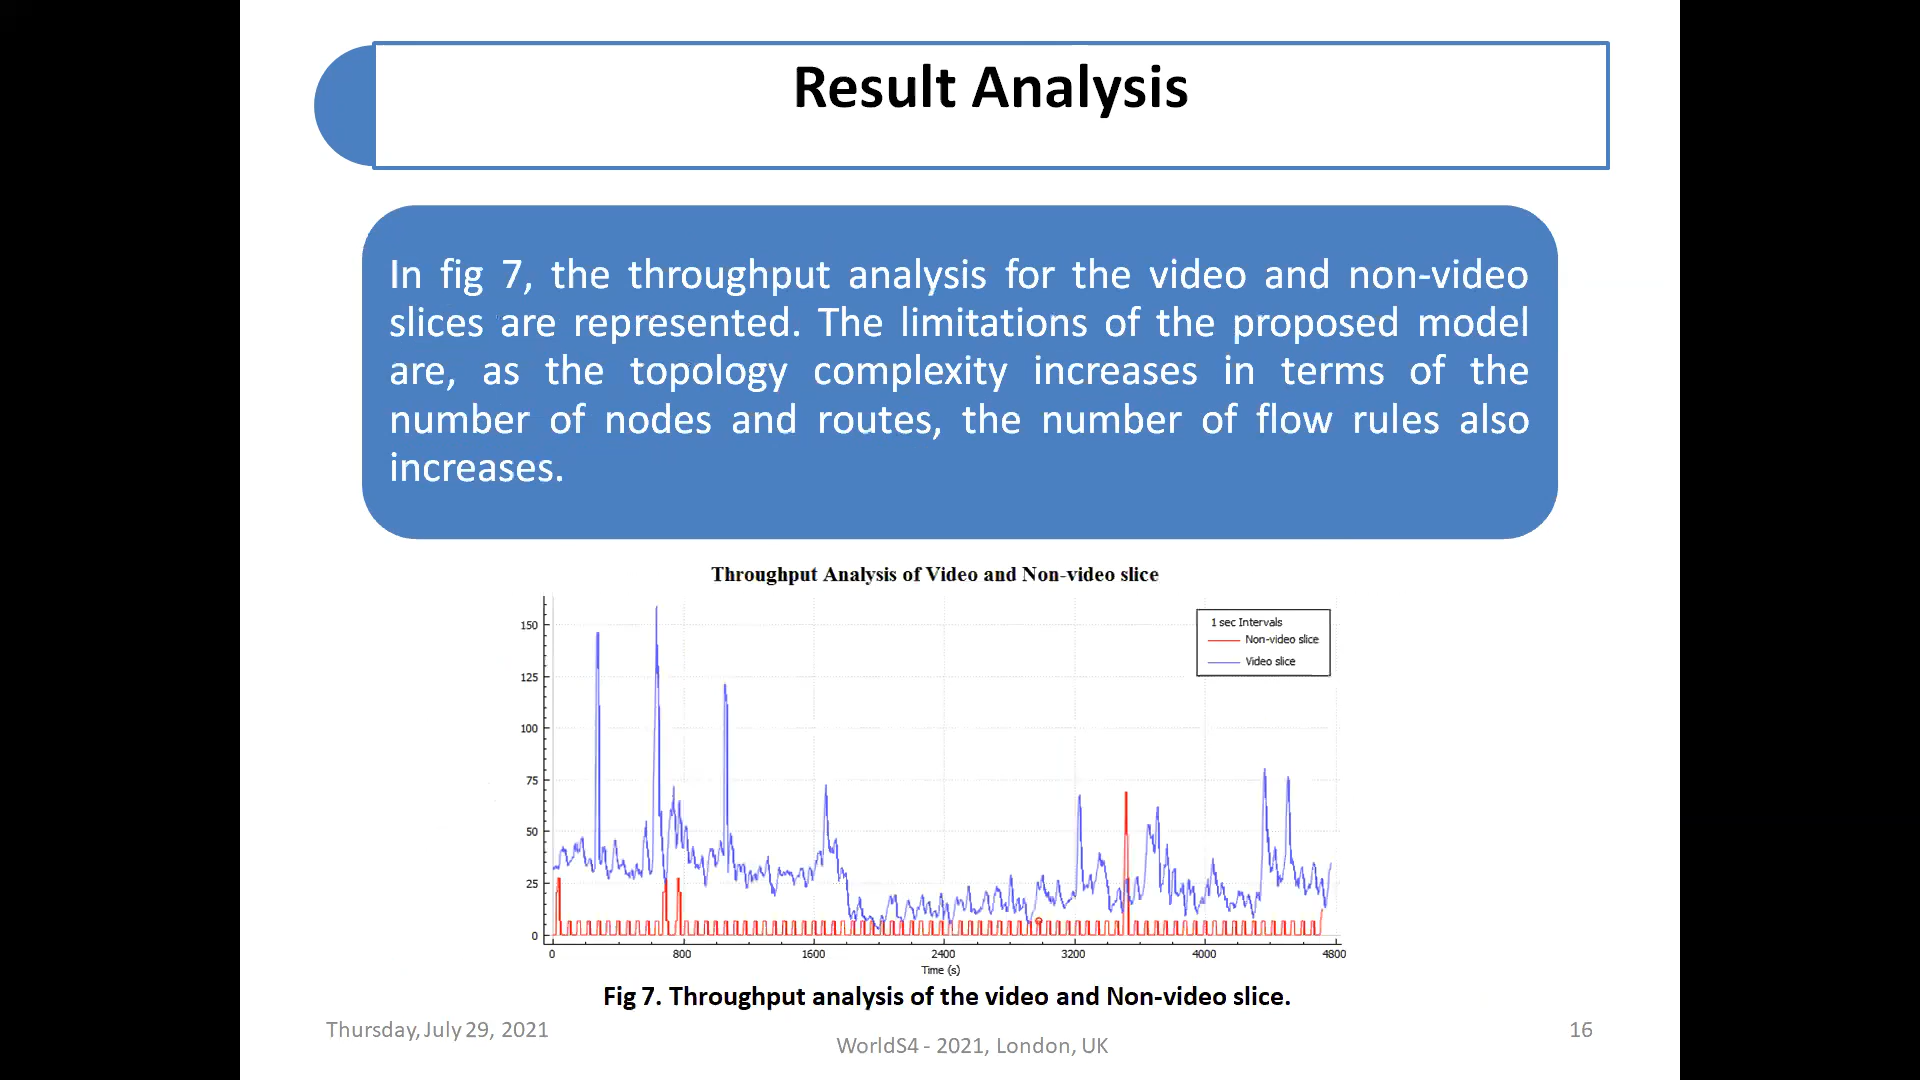 Result Analysis
In fig 7, the throughput analysis for the video and non-video
slices are represented. The limitations of the proposed model
are, as the topology complexity increases in terms of the
number of nodes and routes, the number of flow rules also
increases.
Throughput Analysis of Video and Non-video slice
150
125
100
75
50
25
0
1 sec Intervals
Non-video slice
Video slice
0 800 1600 2400 3200 4000 4800
Time (s)
Fig 7. Throughput analysis of the video and Non-video slice.
Thursday, July 29, 2021
WorldS4 - 2021, London, UK
16